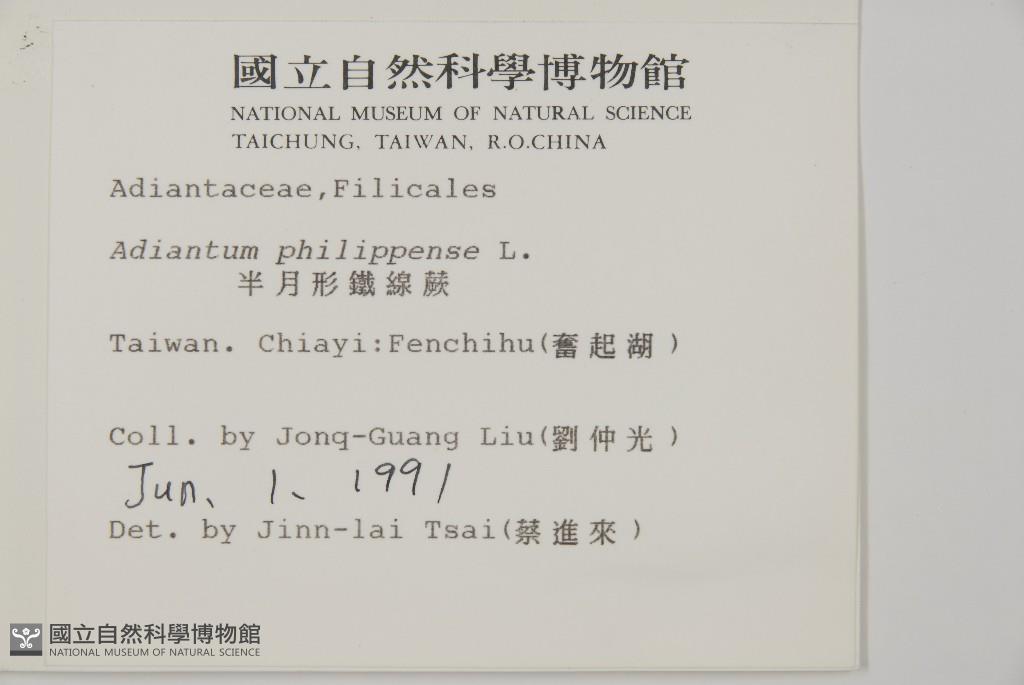 國立自然科學博物館
NATIONAL MUSEUM OF NATURAL SCIENCE
TAICHUNG, TAIWAN, R.O.CHINA
Adiantaceae,Filicales
Adiantum philippense L.
半月形鐵線蕨
Taiwan. Chiayi:Fenchihu(奮起湖)
Coll. by Jonq-Guang Liu(劉仲光)
Jun、 1、 1991
Det. by Jinn-lai Tsai(蔡進來)
國立自然科學博物館
NATIONAL MUSEUM OF NATURAL SCIENCE